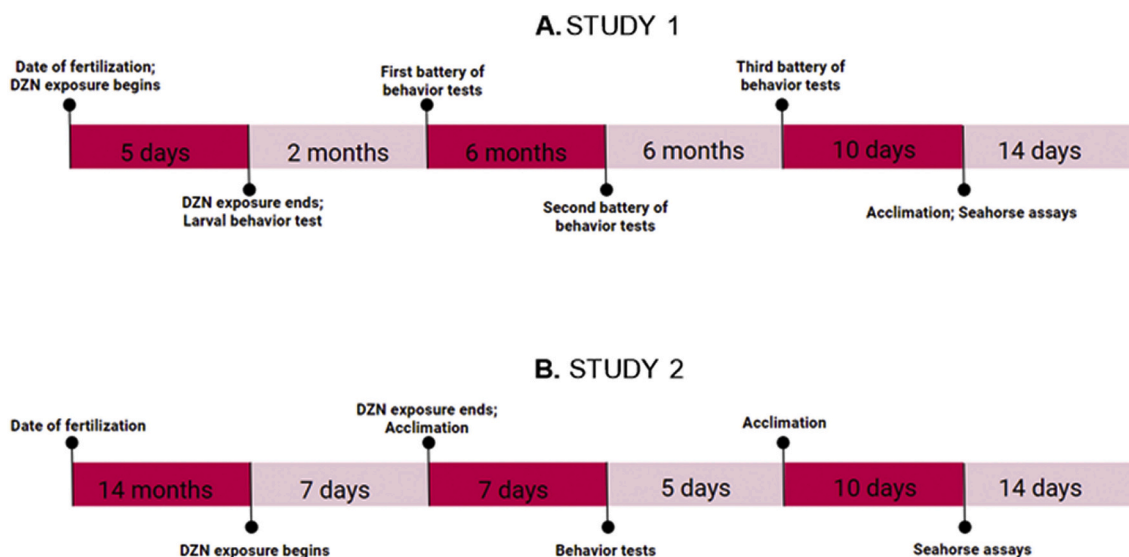 A. STUDY 1
Date of fertilization;
DZN exposure begins
First battery of
behavior tests
Third battery of
behavior tests
5 days
2 months
6 months
6 months
10 days
14 days
DZN exposure ends;
Larval behavior test
Second battery of
behavior tests
Acclimation; Seahorse assays
B. STUDY 2
Date of fertilization
DZN exposure ends;
Acclimation
Acclimation
14 months
7 days
7 days
5 days
10 days
14 days
DZN exposure begins
Behavior tests
Seahorse assays